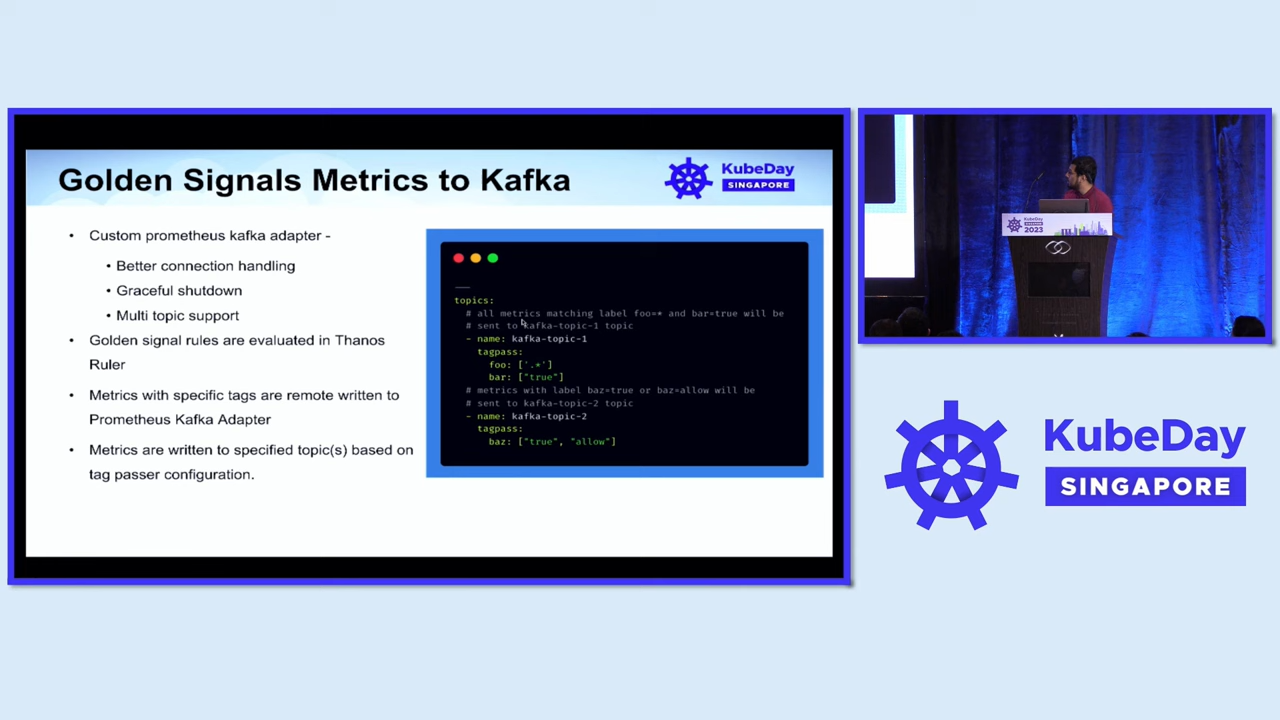 Golden Signals Metrics to Kafka
KubeDay
SINGAPORE
• Custom prometheus kafka adapter -
• Better connection handling
• Graceful shutdown
• Multi topic support
• Golden signal rules are evaluated in Thanos
Ruler
• Metrics with specific tags are remote written to
Prometheus Kafka Adapter
• Metrics are written to specified topic(s) based on
tag passer configuration.
topics:
# all metrics matching label foo=* and bar=true will be
# sent to kafka-topic-1 topic
- name: kafka-topic-1
tagpass:
foo: ['.*']
bar: ["true"]
# metrics with label baz=true or baz=allow will be
# sent to kafka-topic-2 topic
- name: kafka-topic-2
tagpass:
baz: ["true", "allow"]
KubeDay
SINGAPORE
2023
KubeDay
SINGAPORE